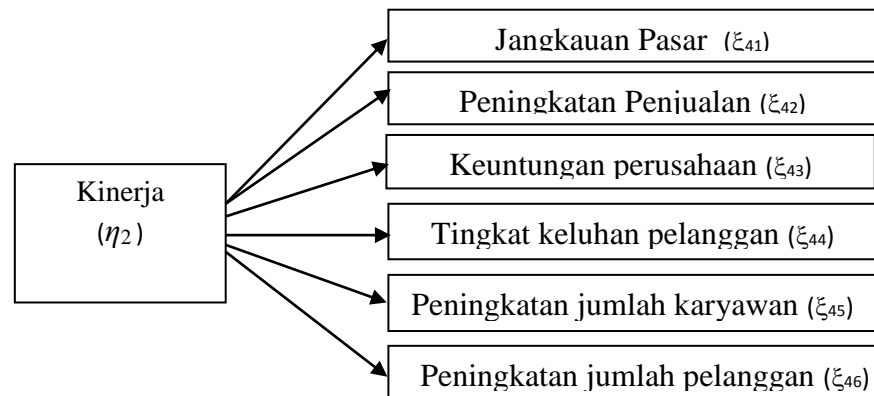 Jangkauan Pasar (ξ41)
Peningkatan Penjualan (ξ42)
Keuntungan perusahaan (ξ43)
Kinerja
(η2 )
Tingkat keluhan pelanggan (ξ44)
Peningkatan jumlah karyawan (ξ45)
Peningkatan jumlah pelanggan (ξ46)